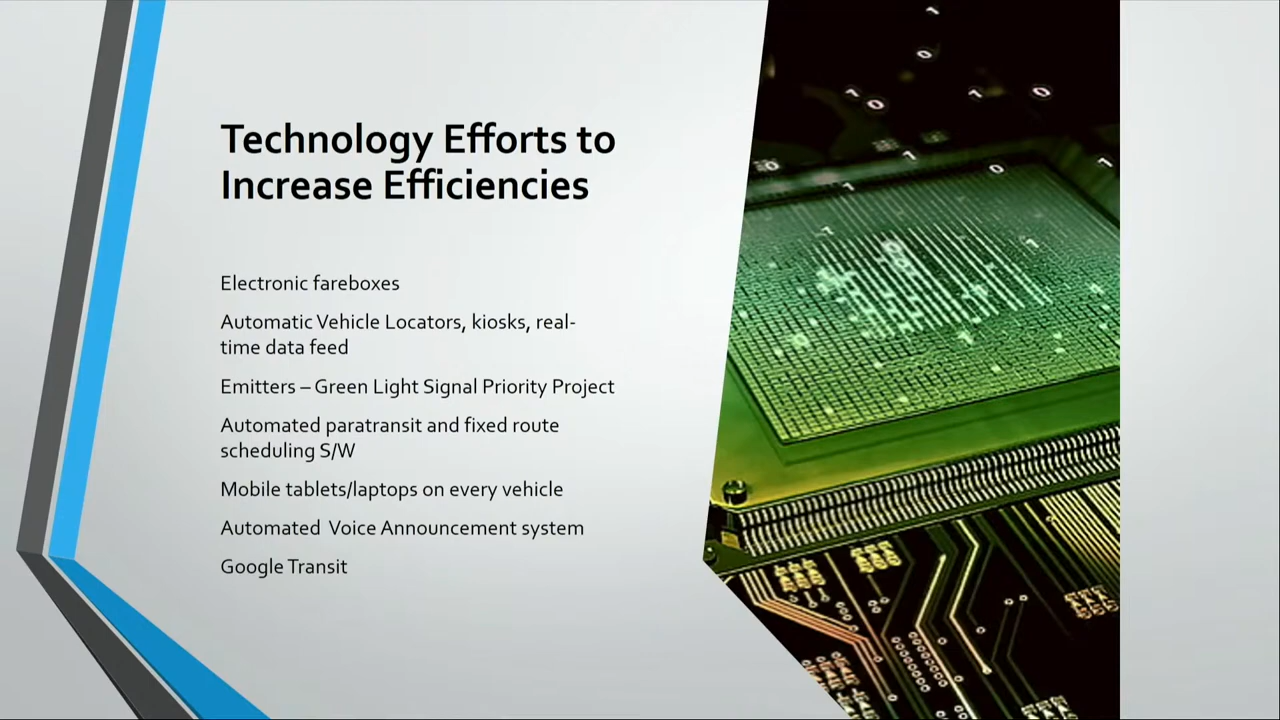 Technology Efforts to
Increase Efficiencies
Electronic fareboxes
Automatic Vehicle Locators, kiosks, real-
time data feed
Emitters – Green Light Signal Priority Project
Automated paratransit and fixed route
scheduling S/W
Mobile tablets/laptops on every vehicle
Automated  Voice Announcement system
Google Transit